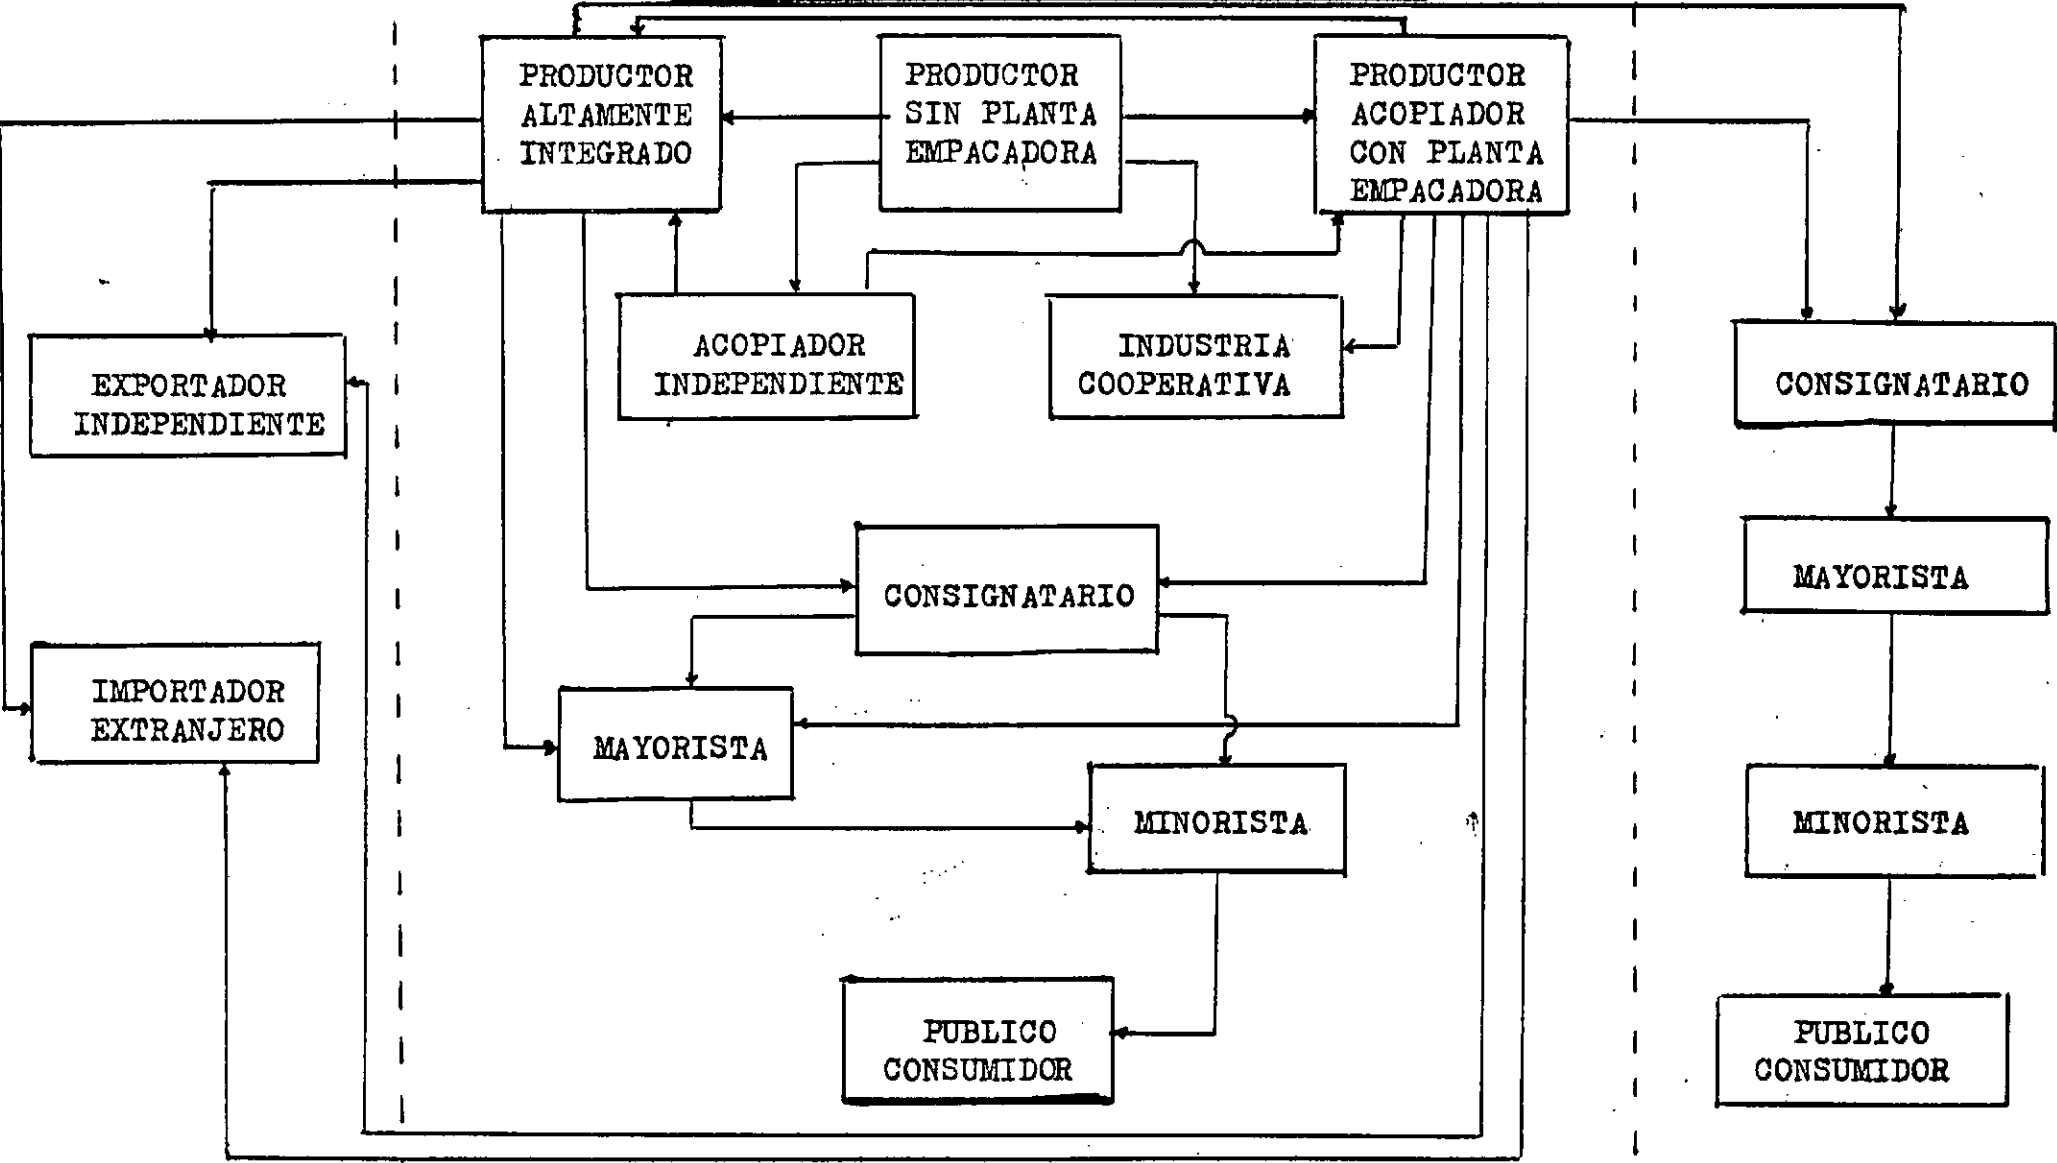 PRODUCTOR
ALTAMENTE
INTEGRADO
PRODUCTOR
SIN PLANTA
EMPACADORA
PRODUCTOR
ACOPIADOR
CON PLANTA
EMPACADORA
EXPORTADOR
INDEPENDIENTE
ACOPIADOR
INDEPENDIENTE
INDUSTRIA
COOPERATIVA
CONSIGNATARIO
CONSIGNATARIO
MAYORISTA
IMPORTADOR
EXTRANJERO
MAYORISTA
MINORISTA
MINORISTA
PUBLICO
CONSUMIDOR
PUBLICO
CONSUMIDOR